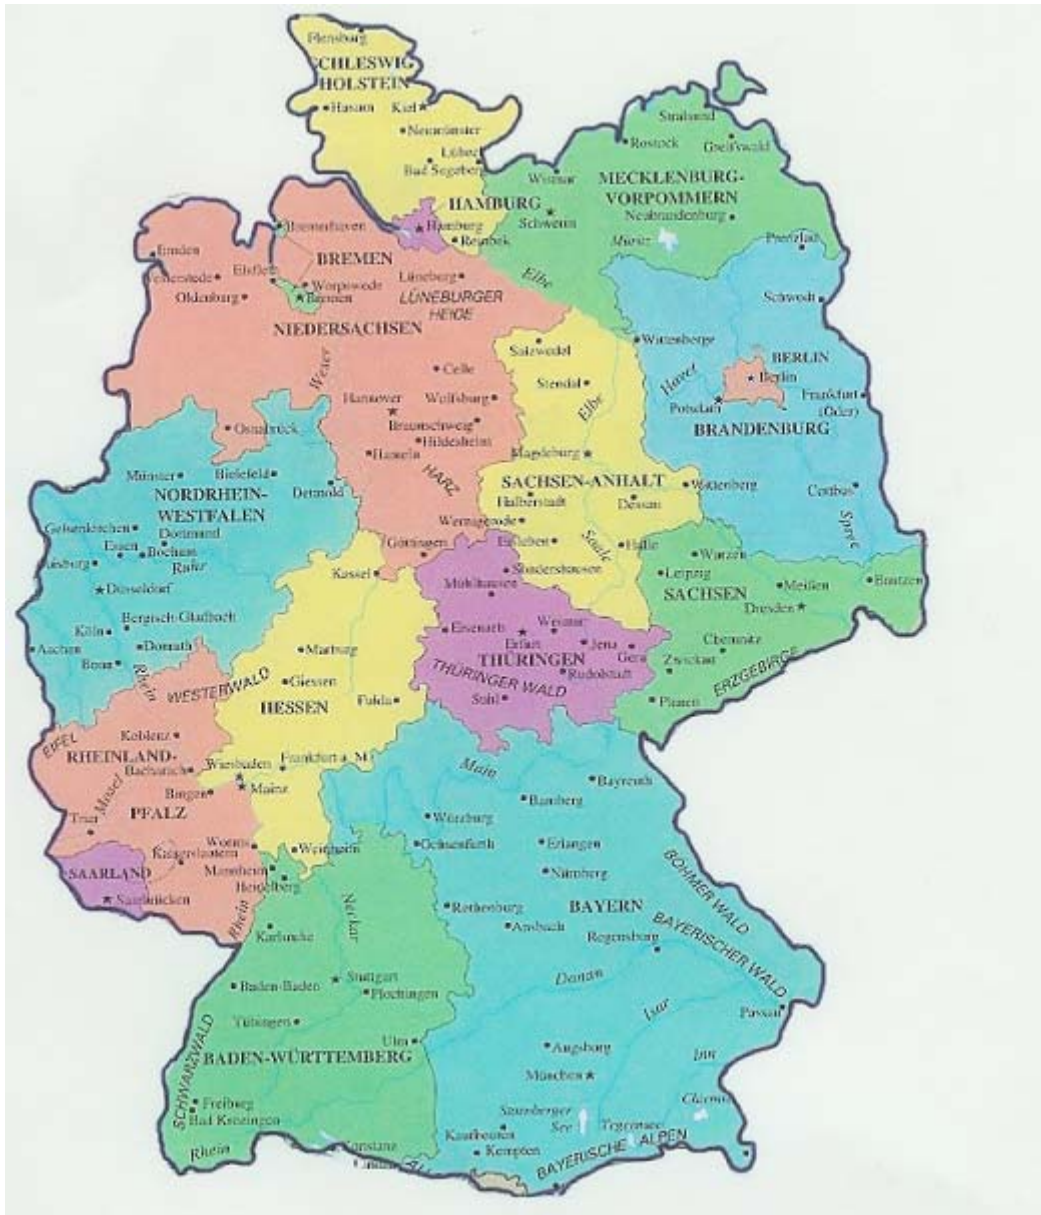 Flensburg
SCHLESWIG
HOLSTEIN
Husum
Kiel
Neumünster
Lübeck
Bad Segeberg
Stralsund
Rostock
Greifswald
Wismar
MECKLENBURG-
VORPOMMERN
HAMBURG
Schwerin
Neubrandenburg
Hamburg
Reinbek
Müritz
Prenzlau
Bremerhaven
Emden
BREMEN
Elsfleth
Worpswede
Lüneburg
Elbe
Oldenburg
Bremen
LÜNEBURGER
HEIDE
Schwedt
NIEDERSACHSEN
Wittenberge
Salzwedel
BERLIN
Weser
Celle
Stendal
Havel
Berlin
Hannover
Wolfsburg
Elbe
Potsdam
Frankfurt
(Oder)
Osnabrück
Braunschweig
BRANDENBURG
Hildesheim
Hameln
Magdeburg
Münster
Bielefeld
HARZ
SACHSEN-ANHALT
Detmold
NORDRHEIN-
WESTFALEN
Halberstadt
Dessau
Wittenberg
Cottbus
Gelsenkirchen
Dortmund
Wernigerode
Spree
Essen
Bochum
Göttingen
Eisleben
Saale
Halle
Wurzen
Ruhr
Kassel
Sondershausen
Leipzig
Mühlhausen
Meißen
Bautzen
Düsseldorf
SACHSEN
Dresden
Bergisch-Gladbach
Köln
Eisenach
Weimar
Erfurt
Jena
Chemnitz
Aachen
Marburg
THÜRINGEN
Gera
Zwickau
Bonn
Rhein
WESTERWALD
Giessen
THÜRINGER WALD
Rudolstadt
ERZGEBIRGE
HESSEN
Fulda
Suhl
Plauen
EIFEL
Koblenz
RHEINLAND-
Bacharach
Wiesbaden
Frankfurt a. M
Main
Bayreuth
Mosel
Bingen
Mainz
Bamberg
PFALZ
Trier
Würzburg
Worms
Weinheim
Ochsenfurth
Erlangen
Kaiserslautern
SAARLAND
Mannheim
Heidelberg
Nürnberg
BÖHMER WALD
Saarbrücken
Rhein
Neckar
Rothenburg
BAYERN
Ansbach
Karlsruhe
Regensburg
BAYERISCHER WALD
Stuttgart
Donau
Baden-Baden
Plochingen
Isar
Passau
Tübingen
Ulm
SCHWARZWALD
BADEN-WÜRTTEMBERG
Augsburg
Inn
München
Freiburg
Bad Krozingen
Starnberger
See
Tegernsee
Kaufbeuren
Rhein
Konstanz
Kempten
BAYERISCHE ALPEN